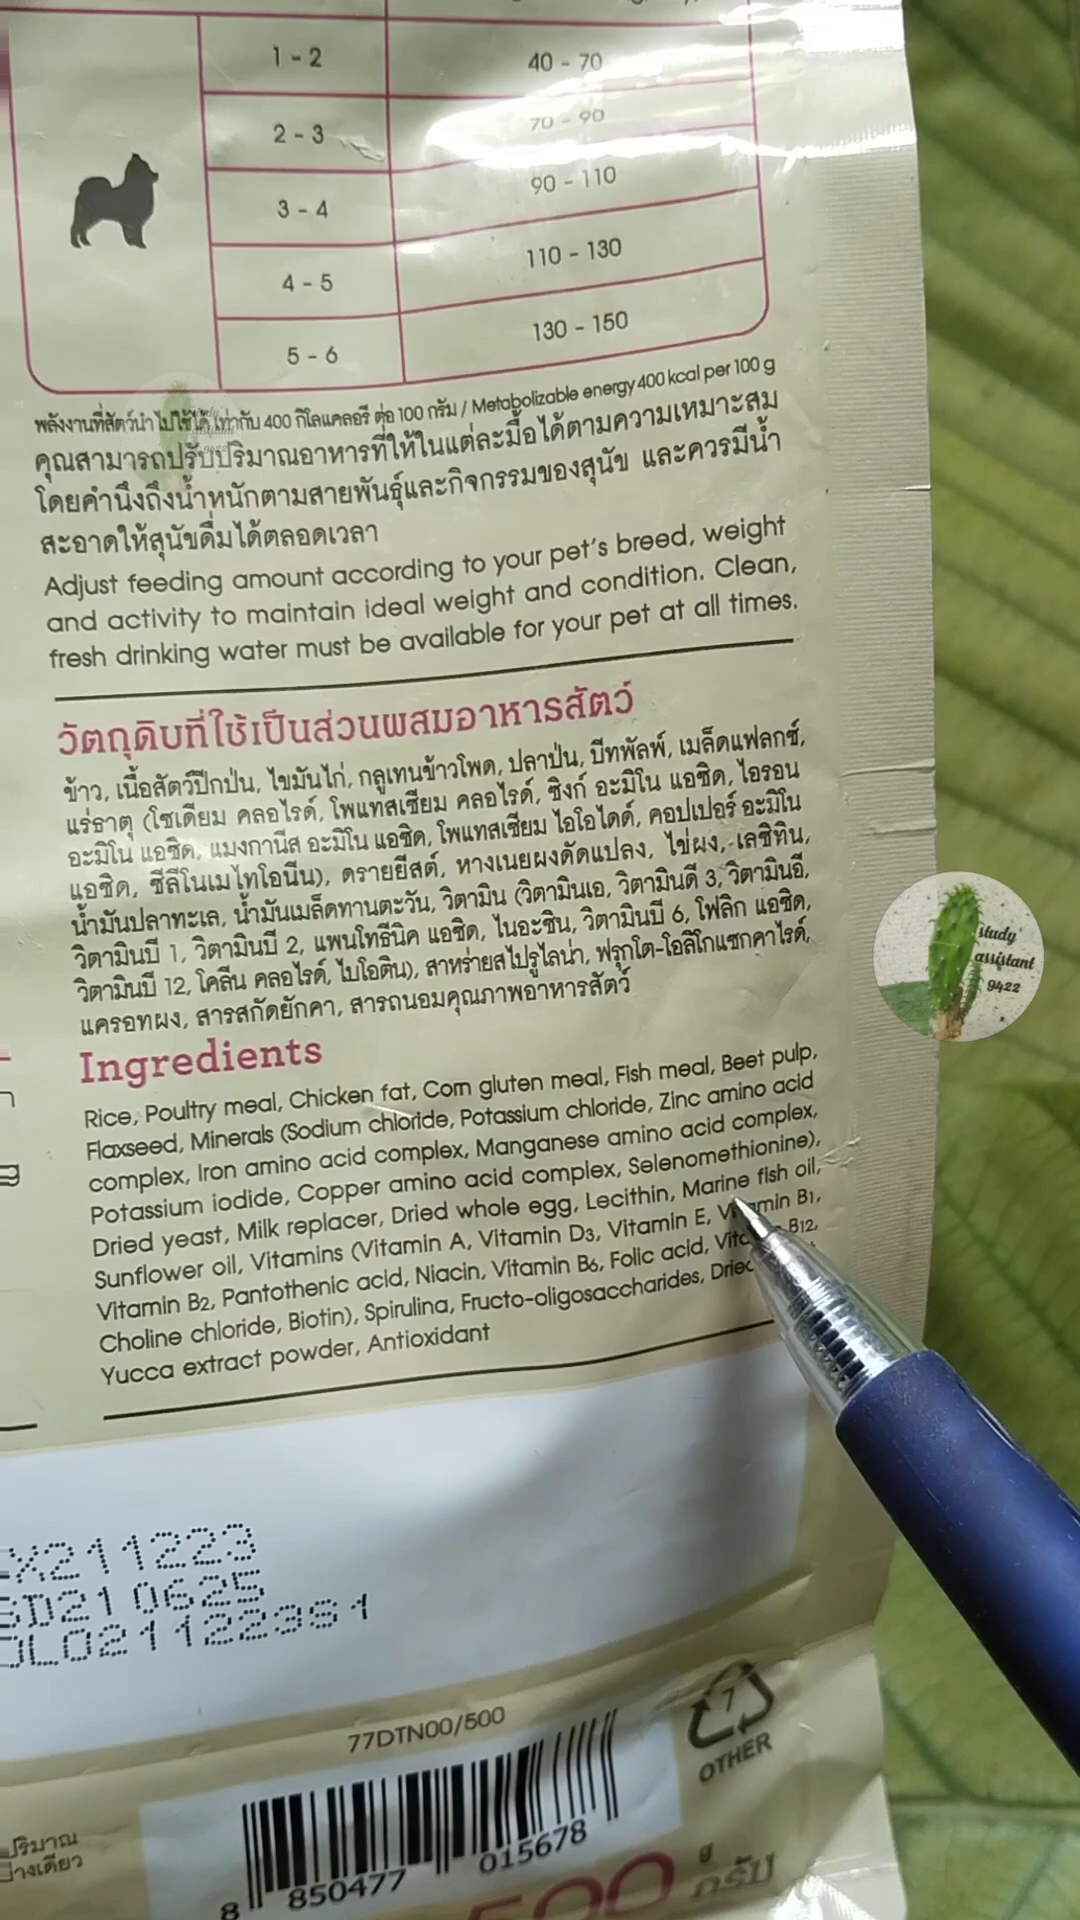 1 - 2
40 - 70
2 - 3
70 - 90
3 - 4
90 - 110
4 - 5
110 - 130
5 - 6
130 - 150
พลังงานที่สัตว์นำไปใช้ได้ เท่ากับ 400 กิโลแคลอรี ต่อ 100 กรัม / Metabolizable energy 400 kcal per 100 g
คุณสามารถปรับปริมาณอาหารที่ให้ในแต่ละมื้อได้ตามความเหมาะสม
โดยคำนึงถึงน้ำหนักตามสายพันธุ์และกิจกรรมของสุนัข และควรมีน้ำ
สะอาดให้สุนัขดื่มได้ตลอดเวลา
Adjust feeding amount according to your pet's breed, weight
and activity to maintain ideal weight and condition. Clean,
fresh drinking water must be available for your pet at all times.
วัตถุดิบที่ใช้เป็นส่วนผสมอาหารสัตว์
ข้าว, เนื้อสัตว์ปีกป่น, ไขมันไก่, กลูเทนข้าวโพด, ปลาป่น, บีทพัลพ์, เมล็ดแฟลกซ์,
แร่ธาตุ (โซเดียม คลอไรด์, โพแทสเซียม คลอไรด์, ซิงก์ อะมิโน แอซิด, ไอรอน
อะมิโน แอซิด, แมงกานีส อะมิโน แอซิด, โพแทสเซียม ไอโอไดด์, คอปเปอร์ อะมิโน
แอซิด, ซีลีโนเมไทโอนีน), ดรายยีสต์, หางเนยผงดัดแปลง, ไข่ผง, เลซิทิน,
น้ำมันปลาทะเล, น้ำมันเมล็ดทานตะวัน, วิตามิน (วิตามินเอ, วิตามินดี 3, วิตามินอี,
วิตามินบี 1, วิตามินบี 2, แพนโทธีนิค แอซิด, ไนอะซิน, วิตามินบี 6, โฟลิก แอซิด,
วิตามินบี 12, โคลีน คลอไรด์, ไบโอติน), สาหร่ายสไปรูไลน่า, ฟรุกโต-โอลิโกแซกคาไรด์,
แครอทผง, สารสกัดยักคา, สารถนอมคุณภาพอาหารสัตว์
study
assistant
9422
Ingredients
Rice, Poultry meal, Chicken fat, Corn gluten meal, Fish meal, Beet pulp,
Flaxseed, Minerals (Sodium chloride, Potassium chloride, Zinc amino acid
complex, Iron amino acid complex, Manganese amino acid complex,
Potassium iodide, Copper amino acid complex, Selenomethionine),
Dried yeast, Milk replacer, Dried whole egg, Lecithin, Marine fish oil,
Sunflower oil, Vitamins (Vitamin A, Vitamin D3, Vitamin E, Vitamin B1,
Vitamin B2, Pantothenic acid, Niacin, Vitamin B6, Folic acid, B12,
Choline chloride, Biotin), Spirulina, Fructo-oligosaccharides, Dried
Yucca extract powder, Antioxidant
X211223
D210625
LO211223S1
77DTN00/500
7
OTHER
ปริมาณ
8 850477 015678
500 g
กรัม